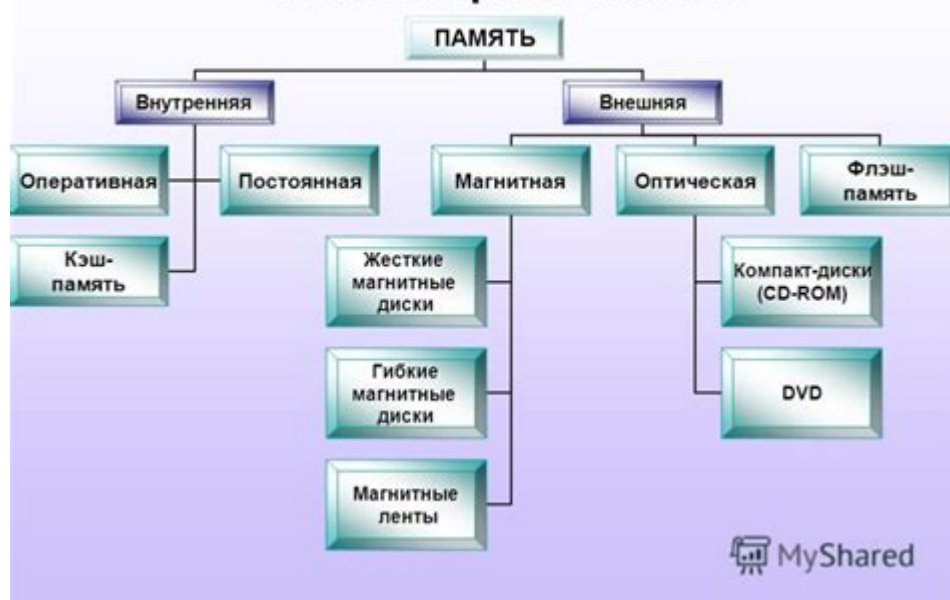 ПАМЯТЬ
Внутренняя
Внешняя
Оперативная
Постоянная
Магнитная
Оптическая
Флэш-
память
Кэш-
память
Жесткие
магнитные
диски
Компакт-диски
(CD-ROM)
Гибкие
магнитные
диски
DVD
Магнитные
ленты
MyShared